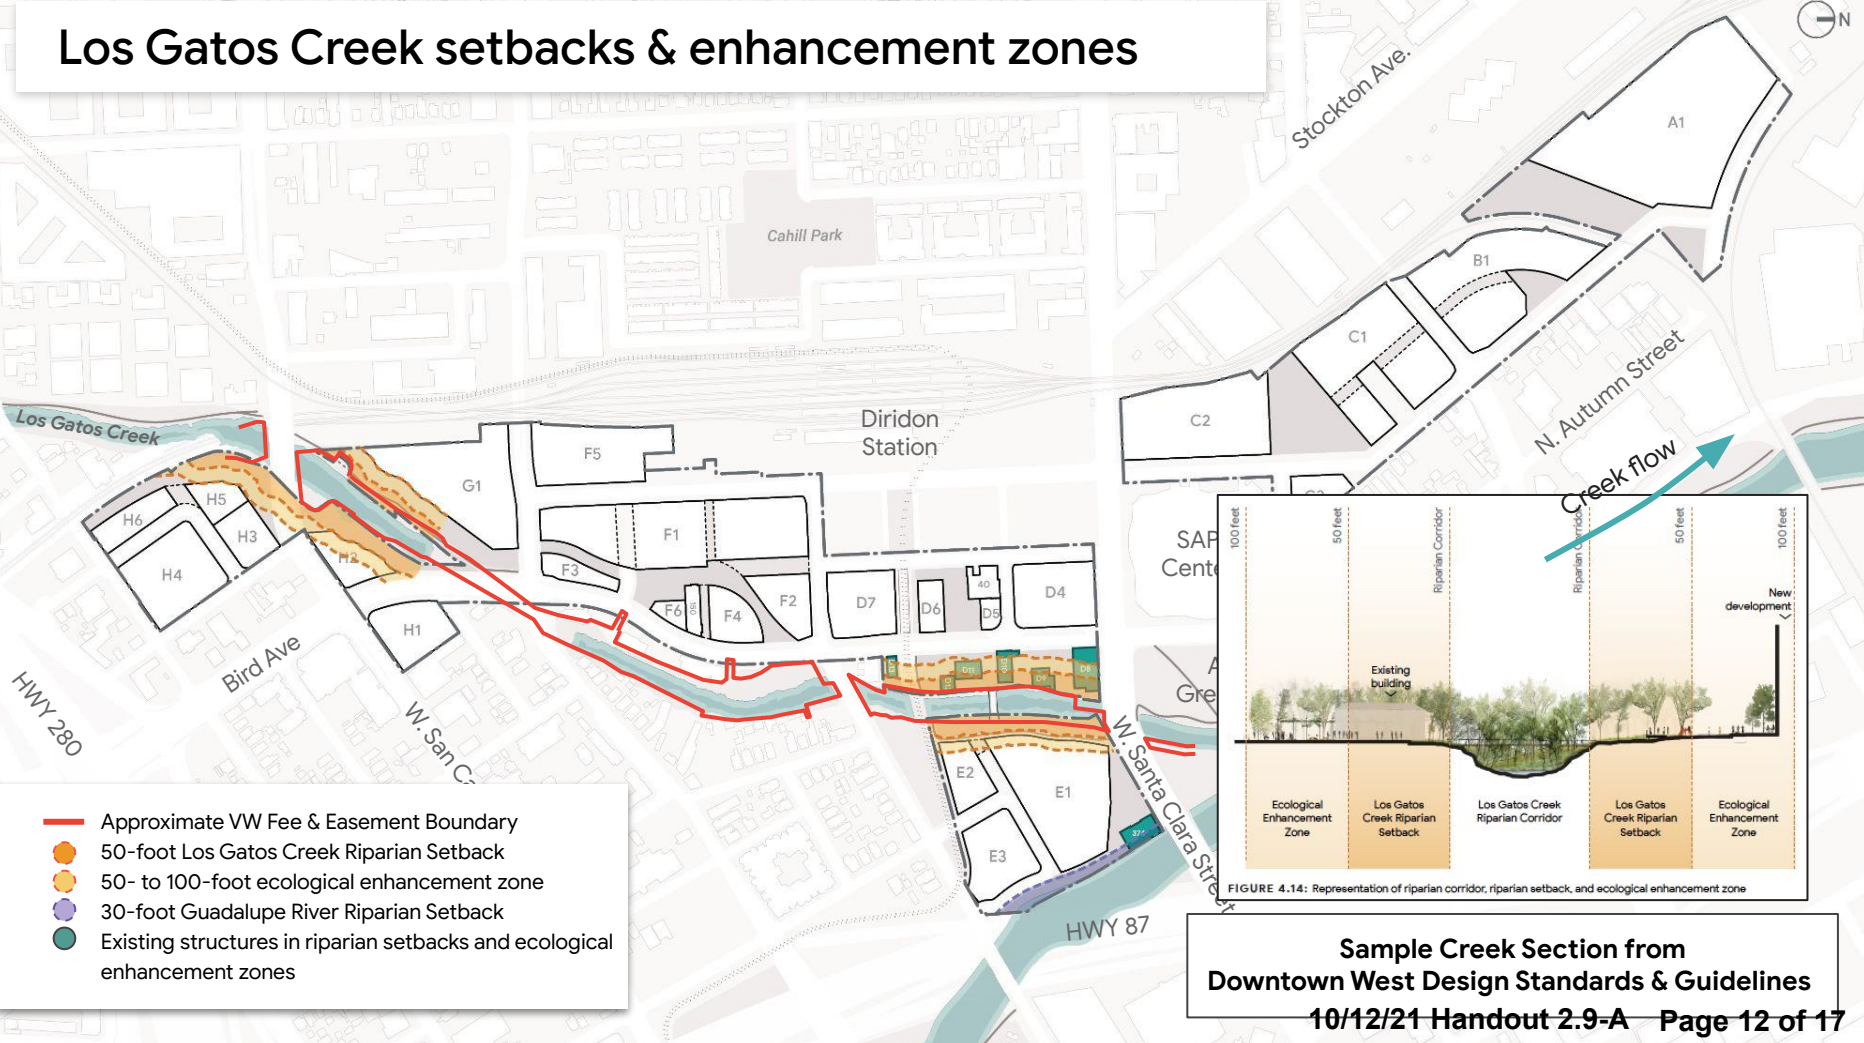 Los Gatos Creek setbacks & enhancement zones
N
Stockton Ave.
A1
Cahill Park
B1
C1
N. Autumn Street
Los Gatos Creek
Diridon
Station
C2
F5
G1
Creek flow
H6
H5
H3
H4
H2
H1
F1
F3
F6
150
F4
F2
D7
D6
40
D5
D4
SAP
D11
D10
D9
D8
Bird Ave
HWY 280
W. San Ca
W. Santa Clara Street
E2
E1
E3
374
HWY 87
100 feet
50 feet
Riparian Corridor
50 feet
100 feet
New
development
Existing
building
Ecological
Enhancement
Zone
Los Gatos
Creek Riparian
Setback
Los Gatos Creek
Riparian Corridor
Los Gatos
Creek Riparian
Setback
Ecological
Enhancement
Zone
FIGURE 4.14: Representation of riparian corridor, riparian setback, and ecological enhancement zone
Approximate VW Fee & Easement Boundary
50-foot Los Gatos Creek Riparian Setback
50- to 100-foot ecological enhancement zone
30-foot Guadalupe River Riparian Setback
Existing structures in riparian setbacks and ecological
enhancement zones
Sample Creek Section from
Downtown West Design Standards & Guidelines
10/12/21 Handout 2.9-A Page 12 of 17